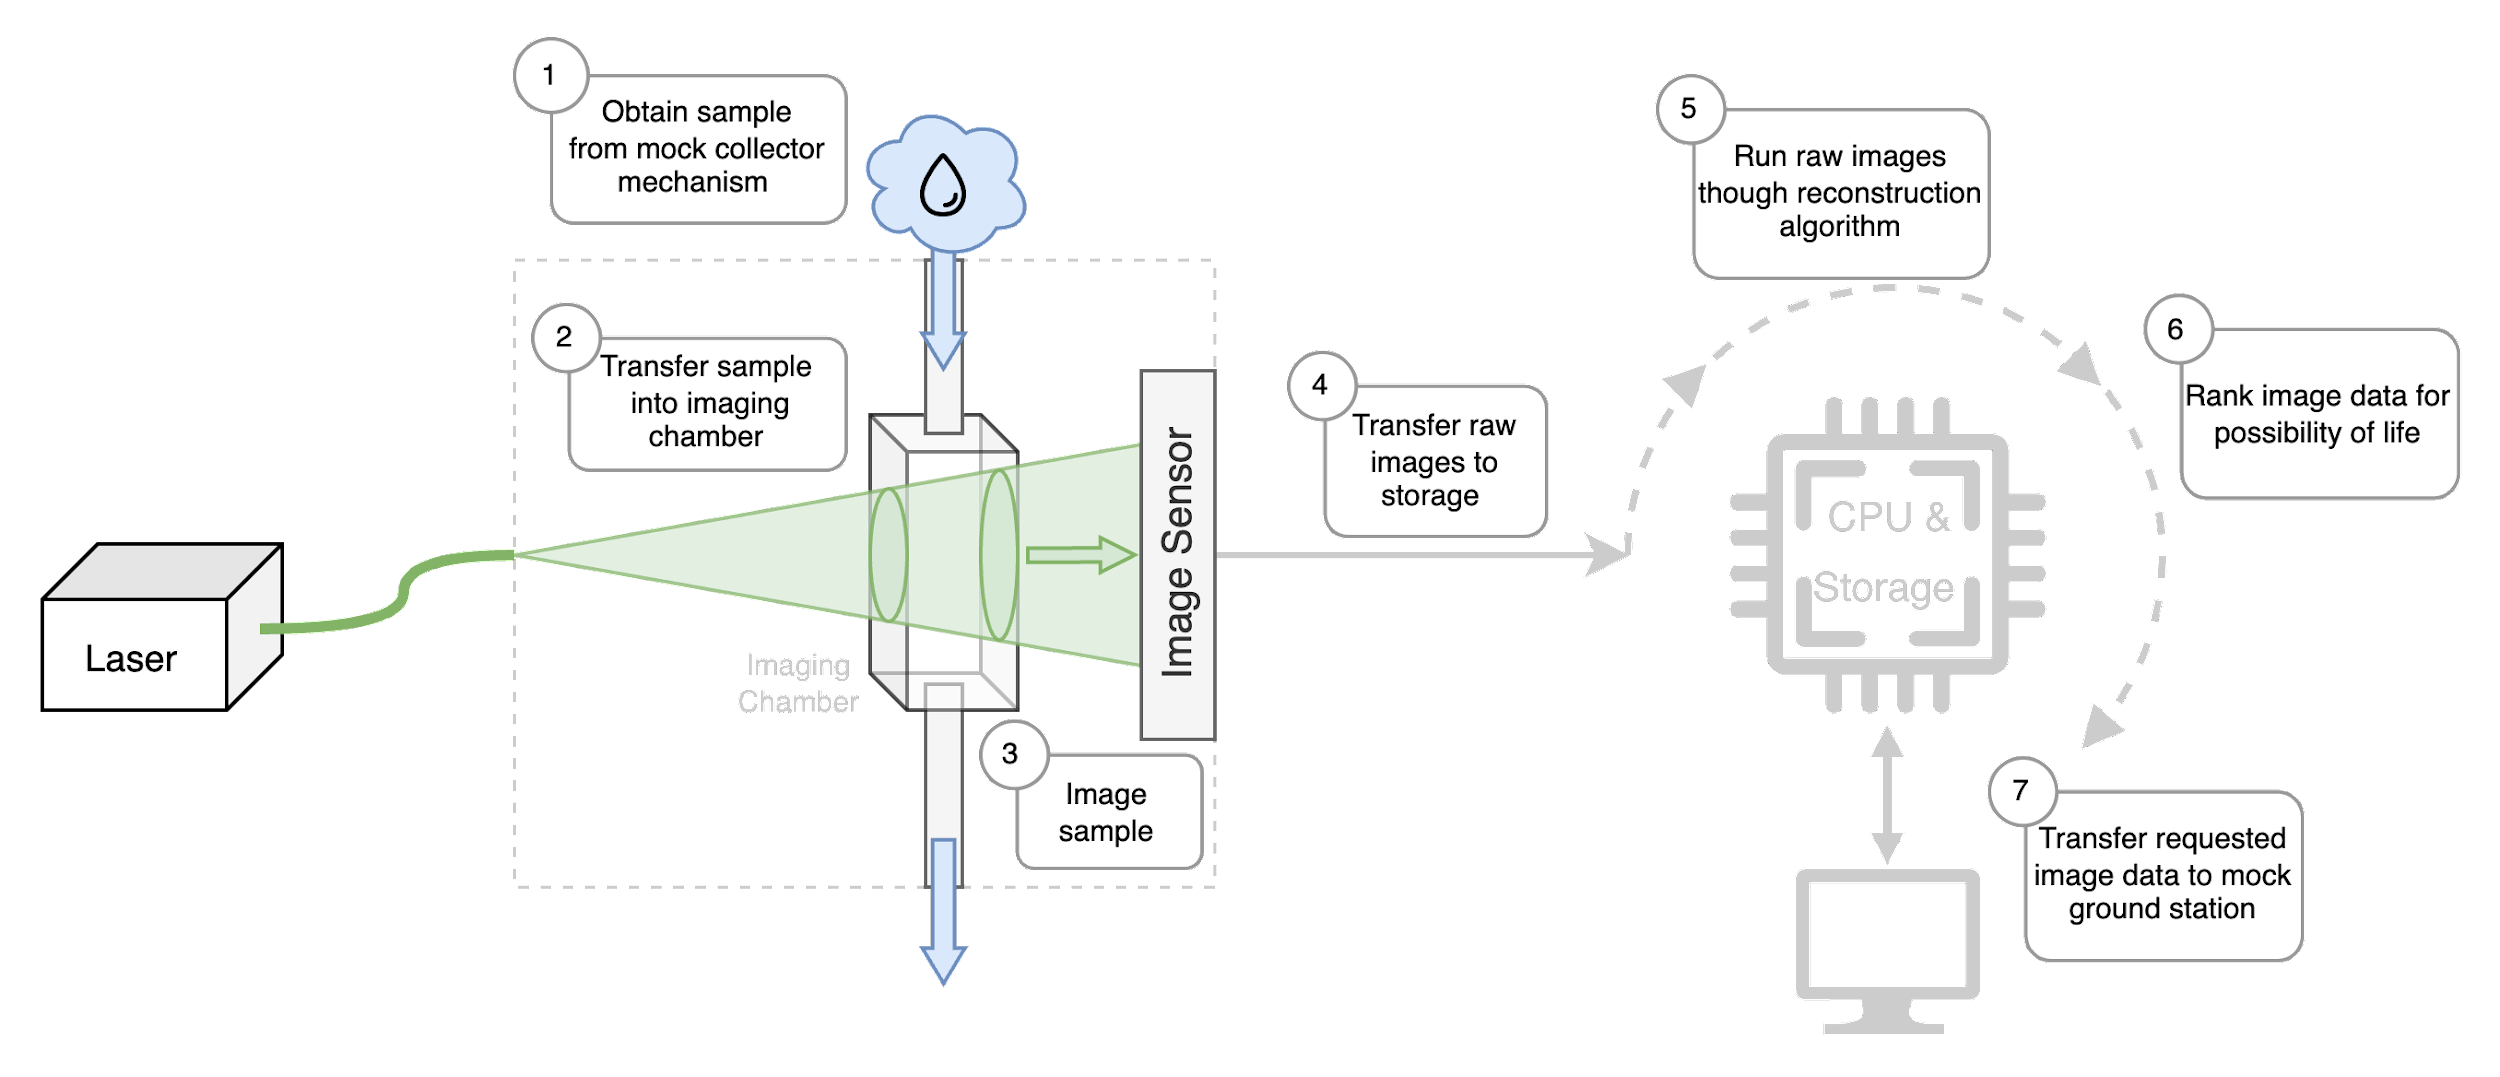 1
Obtain sample
from mock collector
mechanism
2
Transfer sample
into imaging
chamber
Laser
Imaging
Chamber
Image Sensor
3
Image
sample
4
Transfer raw
images to
storage
5
Run raw images
though reconstruction
algorithm
6
Rank image data for
possibility of life
CPU &
Storage
7
Transfer requested
image data to mock
ground station